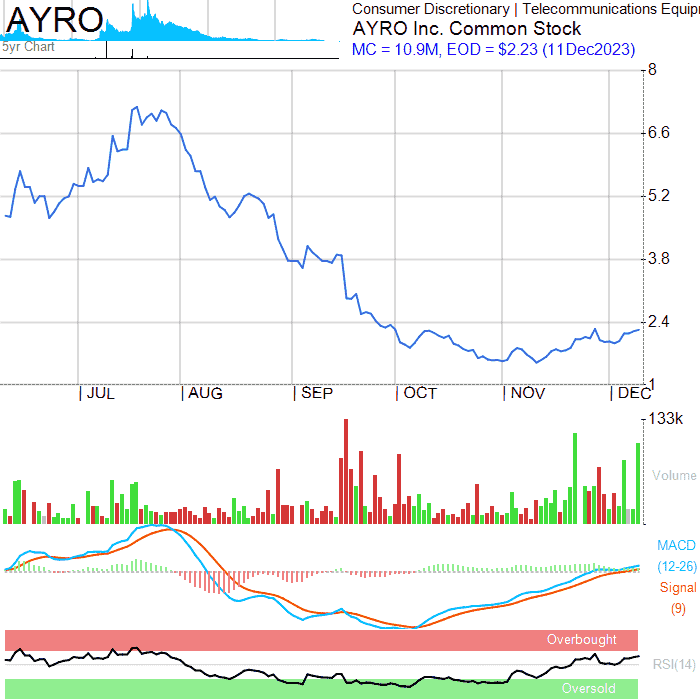 AYRO
5yr Chart
Consumer Discretionary | Telecommunications Equip
AYRO Inc. Common Stock
MC = 10.9M, EOD = $2.23 (11Dec2023)
8
6.6
5.2
3.8
2.4
1
JUL
AUG
SEP
OCT
NOV
DEC
133k
Volume
MACD
(12-26)
Signal
(9)
Overbought
RSI(14)
Oversold